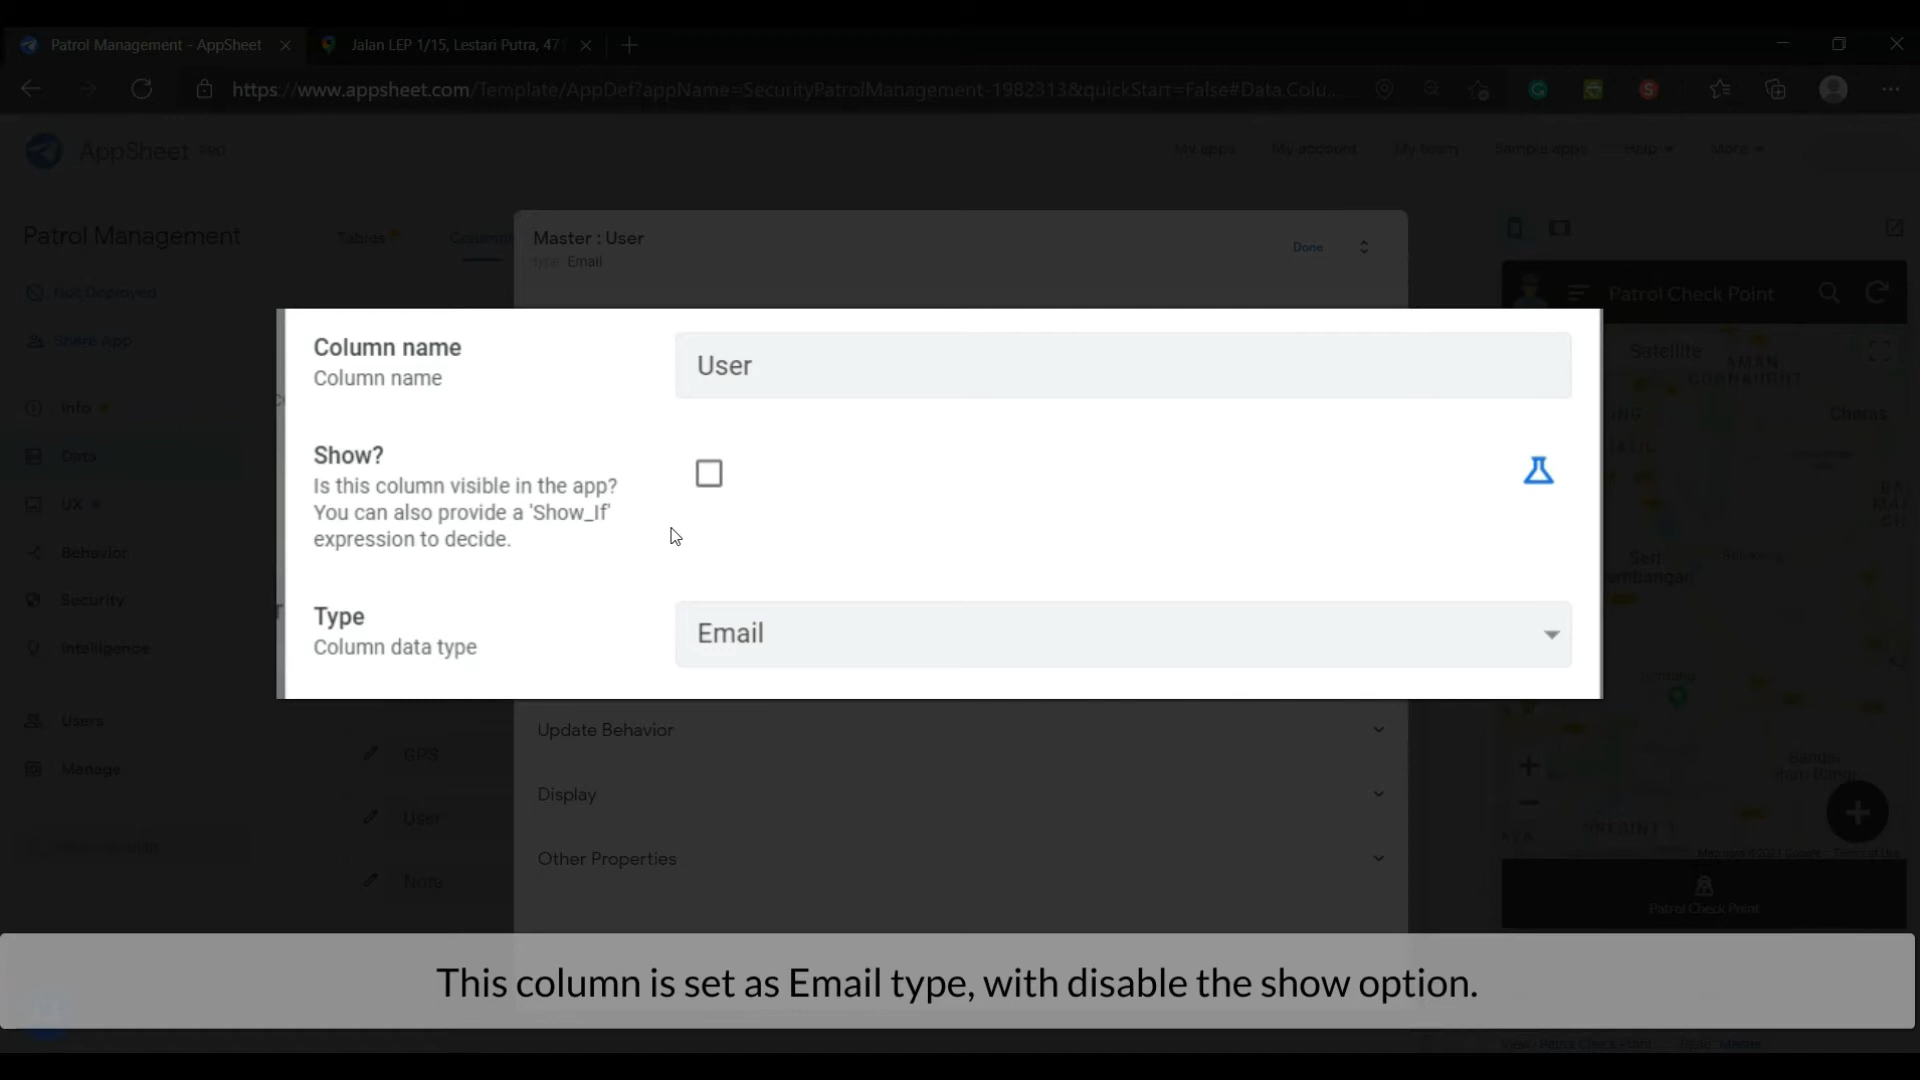 Patrol Management - AppSheet
Jalan LEP 1/15, Lestari Putra, 471
https://www.appsheet.com/Template/AppDef?appName=SecurityPatrolManagement-1982313&quickStart=False#Data.Colu...
AppSheet PRO
My apps
My account
My team
Sample apps
Help
More
Patrol Management
Tables
Columns
Master : User
type: Email
Done
Not Deployed
Share App
Patrol Check Point
Column name
Column name
User
Show?
Is this column visible in the app?
You can also provide a 'Show_If'
expression to decide.
Type
Column data type
Email
Info
Data
UX
Behavior
Security
Intelligence
Users
Manage
GPS
User
Note
Update Behavior
Display
Other Properties
Satellite
Cheras
Patrol Check Point
This column is set as Email type, with disable the show option.